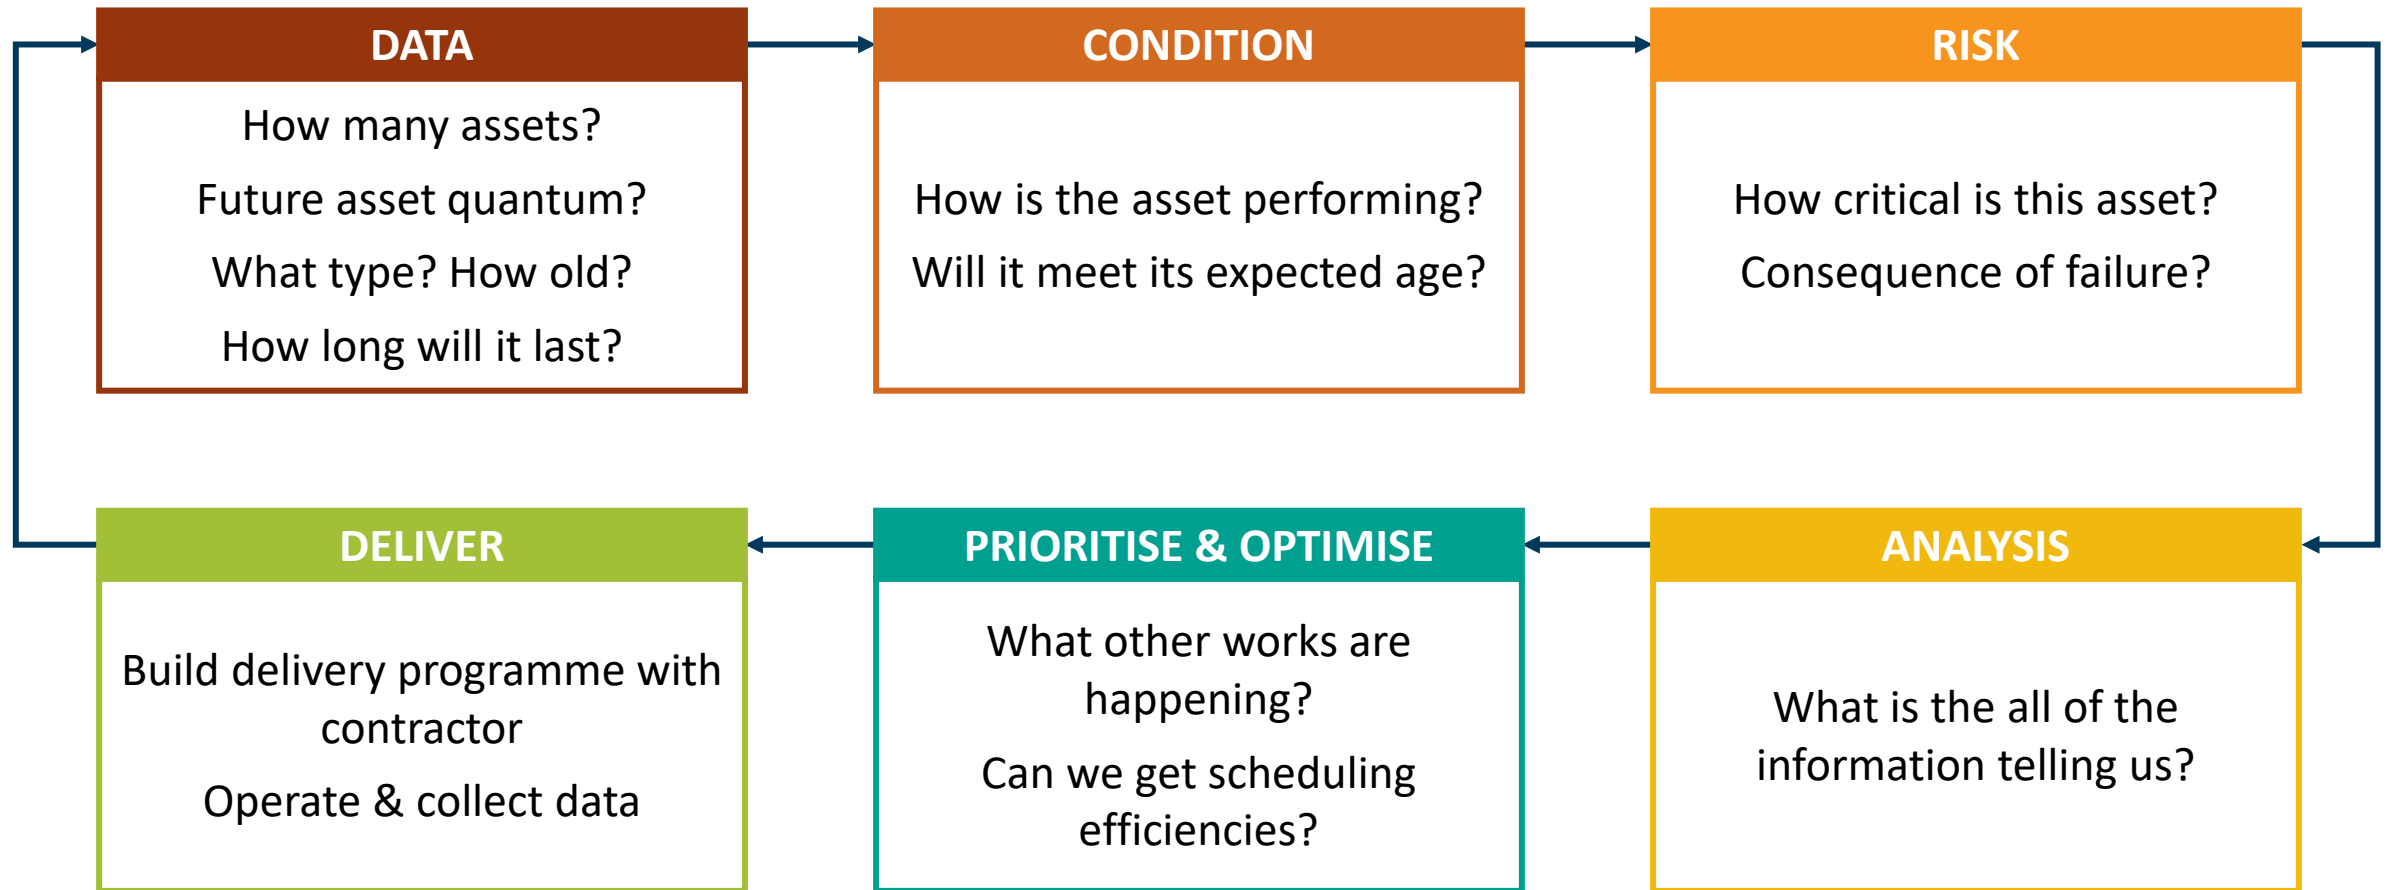 DATA
How many assets?
Future asset quantum?
What type? How old?
How long will it last?
CONDITION
How is the asset performing?
Will it meet its expected age?
RISK
How critical is this asset?
Consequence of failure?
DELIVER
Build delivery programme with
contractor
Operate & collect data
PRIORITISE & OPTIMISE
What other works are
happening?
Can we get scheduling
efficiencies?
ANALYSIS
What is the all of the
information telling us?